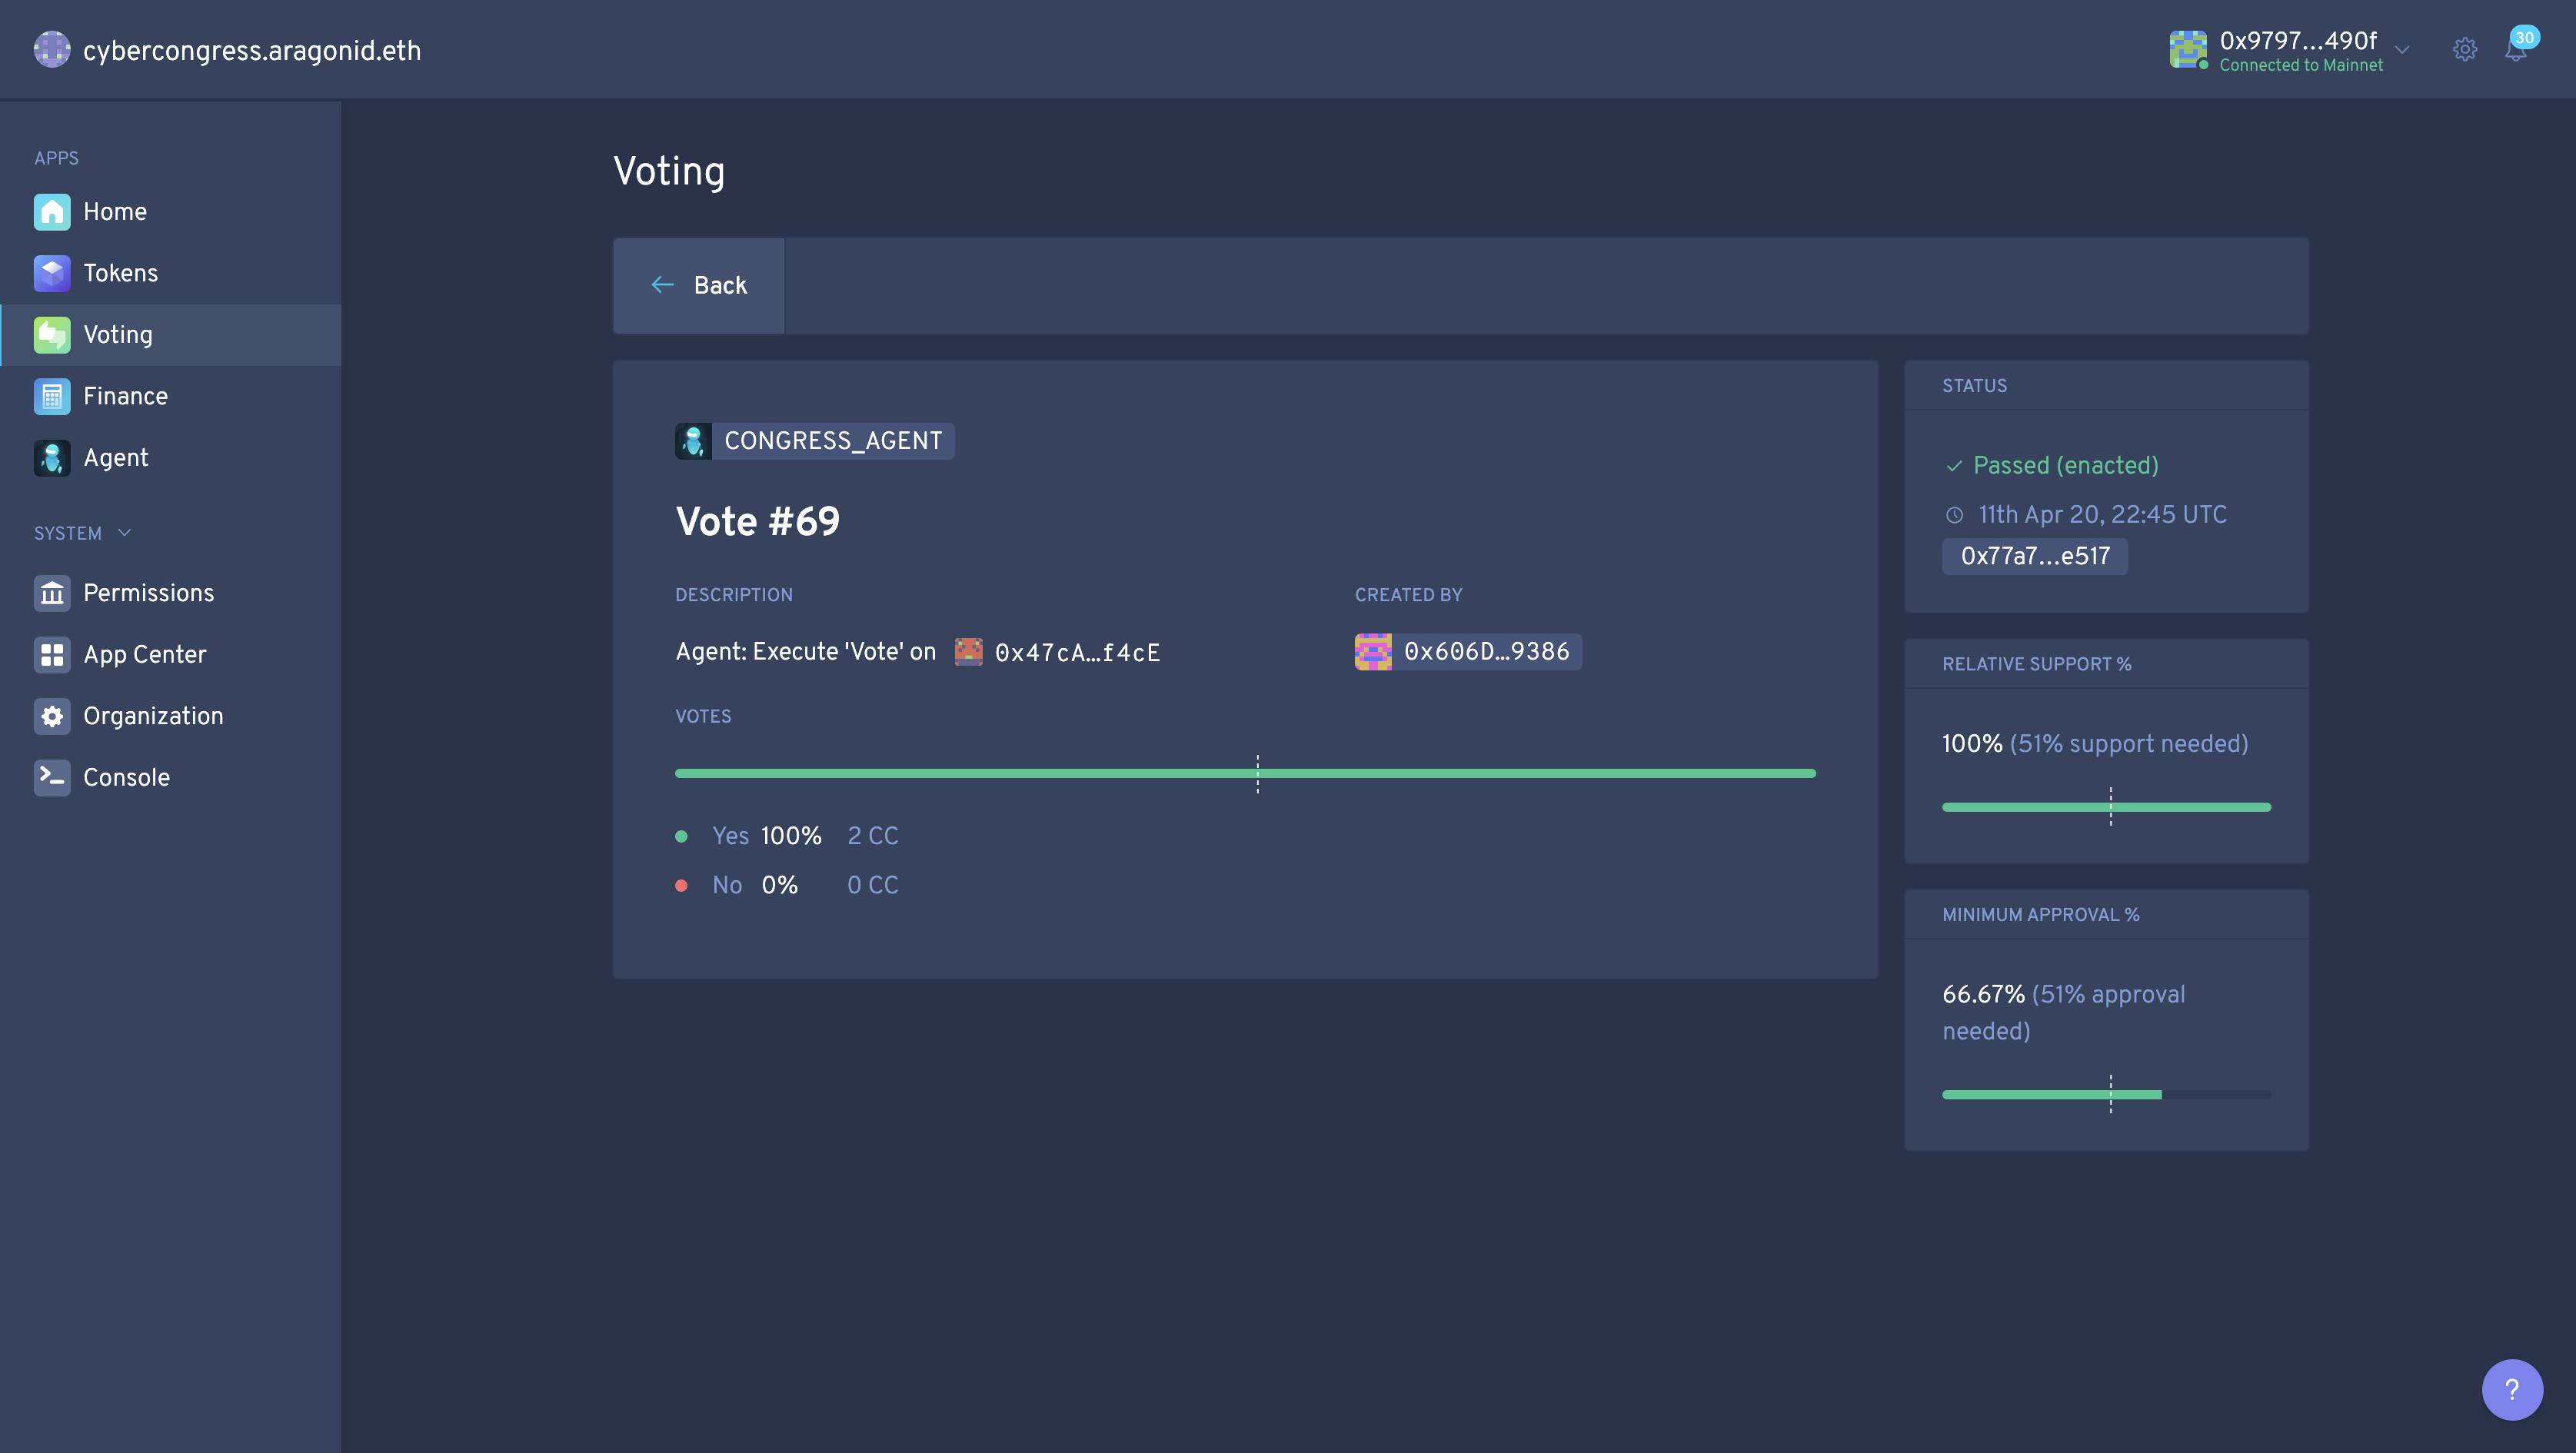 cybercongress.aragonid.eth
0x9797...490f
Connected to Mainnet
30
APPS
Home
Tokens
Voting
Finance
Agent
SYSTEM
Permissions
App Center
Organization
Console
Voting
Back
CONGRESS_AGENT
Vote #69
DESCRIPTION
Agent: Execute 'Vote' on 0x47cA…f4cE
CREATED BY
0x606D…9386
VOTES
Yes 100% 2 CC
No 0% 0 CC
STATUS
Passed (enacted)
11th Apr 20, 22:45 UTC
0x77a7...e517
RELATIVE SUPPORT %
100% (51% support needed)
MINIMUM APPROVAL %
66.67% (51% approval
needed)
?